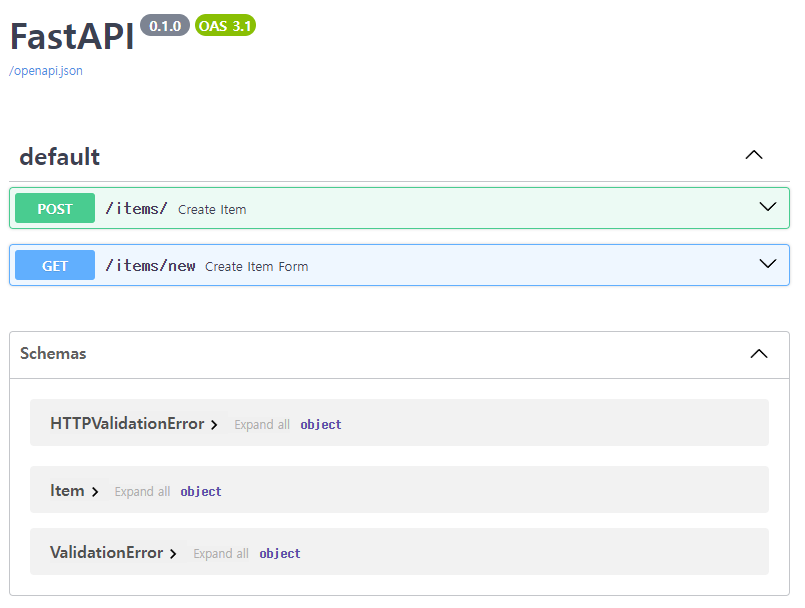 FastAPI 0.1.0 OAS 3.1
/openapi.json
default
POST /items/ Create Item
GET /items/new Create Item Form
Schemas
HTTPValidationError Expand all object
Item Expand all object
ValidationError Expand all object